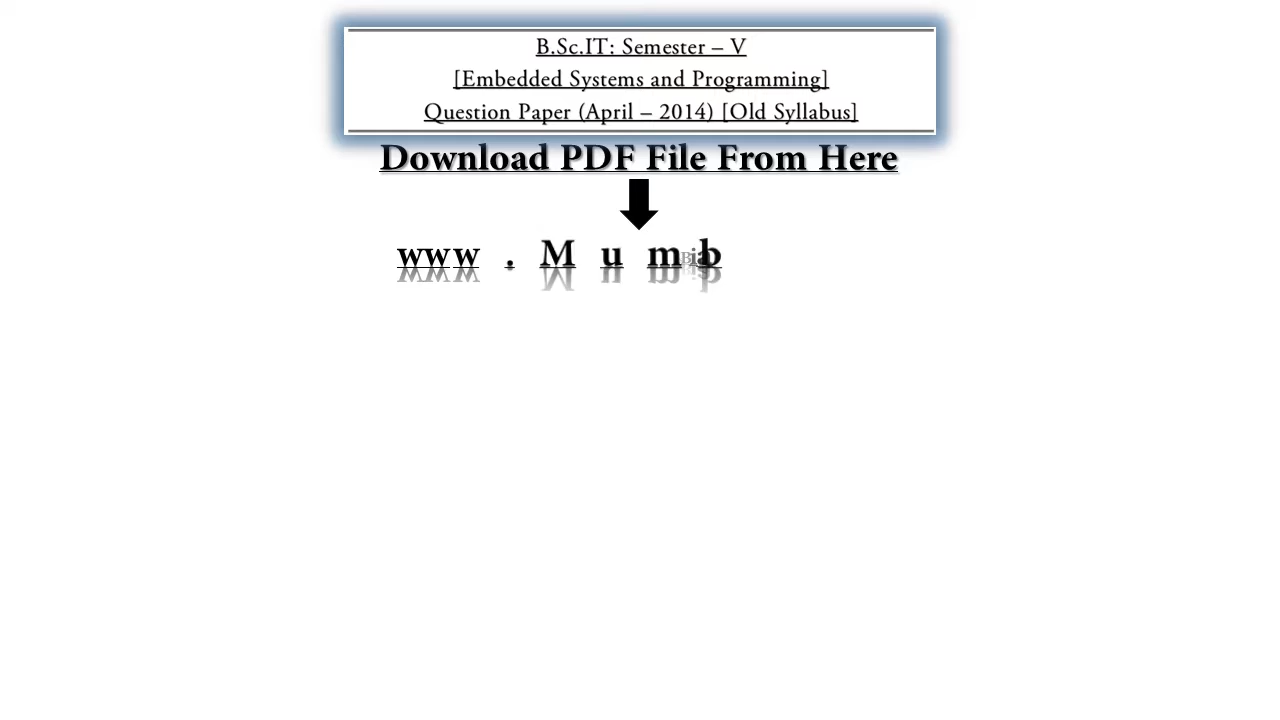 B.Sc.IT: Semester – V
[Embedded Systems and Programming]
Question Paper (April – 2014) [Old Syllabus]
Download PDF File From Here
www . M u m b